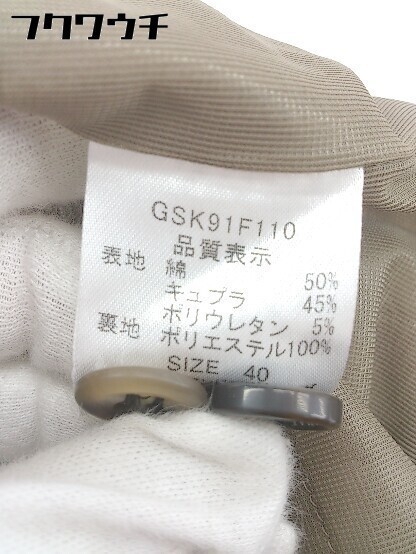 フクワウチ
GSK91F110
品質表示
表地 綿 50%
キュプラ 45%
ポリウレタン 5%
裏地 ポリエステル100%
SIZE 40